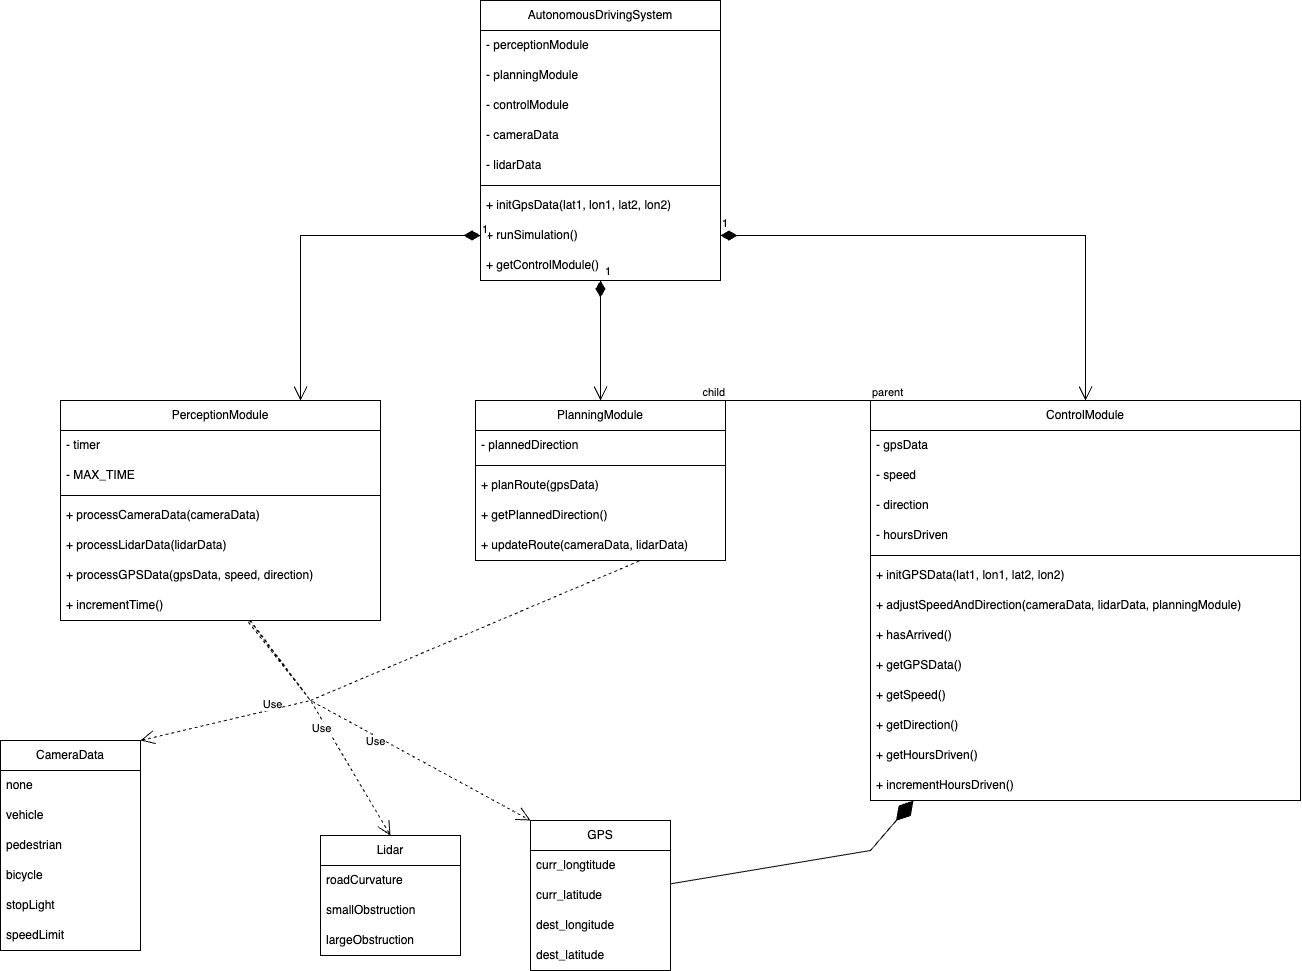 AutonomousDrivingSystem
- perceptionModule
- planningModule
- controlModule
- cameraData
- lidarData
+ initGpsData(lat1, lon1, lat2, lon2)
+ runSimulation()
+ getControlModule()
1
1
1
child
parent
PerceptionModule
- timer
- MAX_TIME
+ processCameraData(cameraData)
+ processLidarData(lidarData)
+ processGPSData(gpsData, speed, direction)
+ incrementTime()
PlanningModule
- plannedDirection
+ planRoute(gpsData)
+ getPlannedDirection()
+ updateRoute(cameraData, lidarData)
ControlModule
- gpsData
- speed
- direction
- hoursDriven
+ initGPSData(lat1, lon1, lat2, lon2)
+ adjustSpeedAndDirection(cameraData, lidarData, planningModule)
+ hasArrived()
+ getGPSData()
+ getSpeed()
+ getDirection()
+ getHoursDriven()
+ incrementHoursDriven()
Use
Use
Use
CameraData
none
vehicle
pedestrian
bicycle
stopLight
speedLimit
Lidar
roadCurvature
smallObstruction
largeObstruction
GPS
curr_longtitude
curr_latitude
dest_longitude
dest_latitude